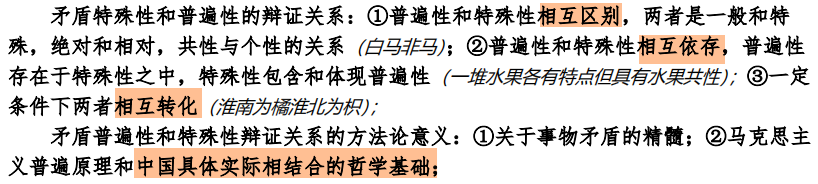 矛盾特殊性和普遍性的辩证关系：①普遍性和特殊性相互区别，两者是一般和特
殊，绝对和相对，共性与个性的关系（白马非马）；②普遍性和特殊性相互依存，普遍性
存在于特殊性之中，特殊性包含和体现普遍性（一堆水果各有特点但具有水果共性）；③一定
条件下两者相互转化（淮南为橘淮北为枳）；
矛盾普遍性和特殊性辩证关系的方法论意义：①关于事物矛盾的精髓；②马克思主
义普遍原理和中国具体实际相结合的哲学基础；